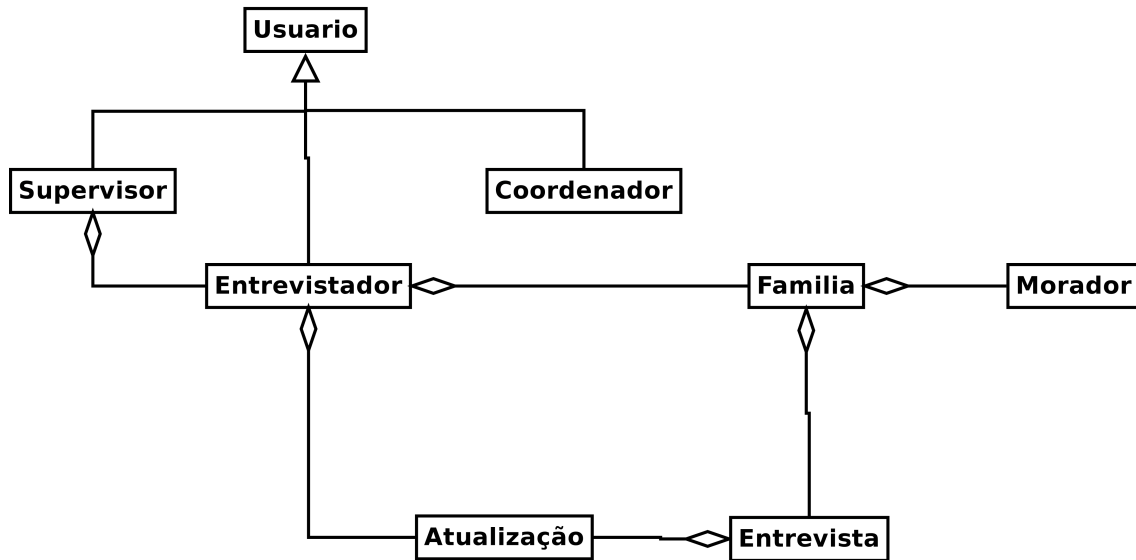 Usuario
Supervisor
Coordenador
Entrevistador
Familia
Morador
Atualização
Entrevista